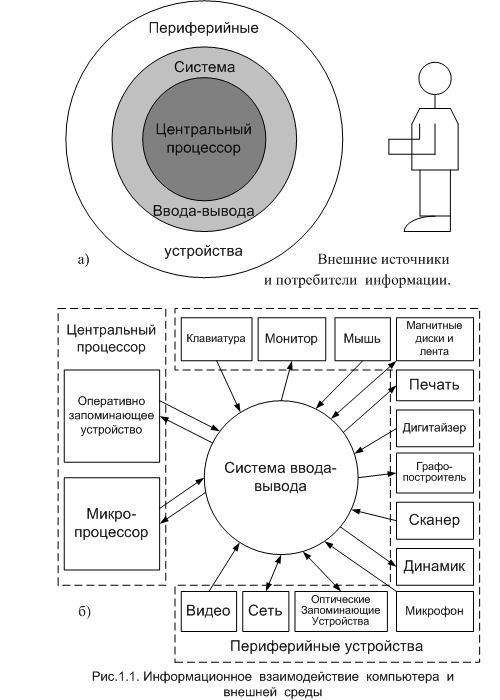 Периферийные
Система
Центральный
процессор
Ввода-вывода
устройства
а)
Внешние источники
и потребители информации.
Центральный
процессор
Оперативно
запоминающее
устройство
Микро-
процессор
б)
Клавиатура
Монитор
Мышь
Магнитные
диски и
лента
Печать
Дигитайзер
Графо-
построитель
Сканер
Динамик
Микрофон
Система ввода-
вывода
Видео
Сеть
Оптические
Запоминающие
Устройства
Периферийные устройства
Рис.1.1. Информационное взаимодействие компьютера и
внешней среды